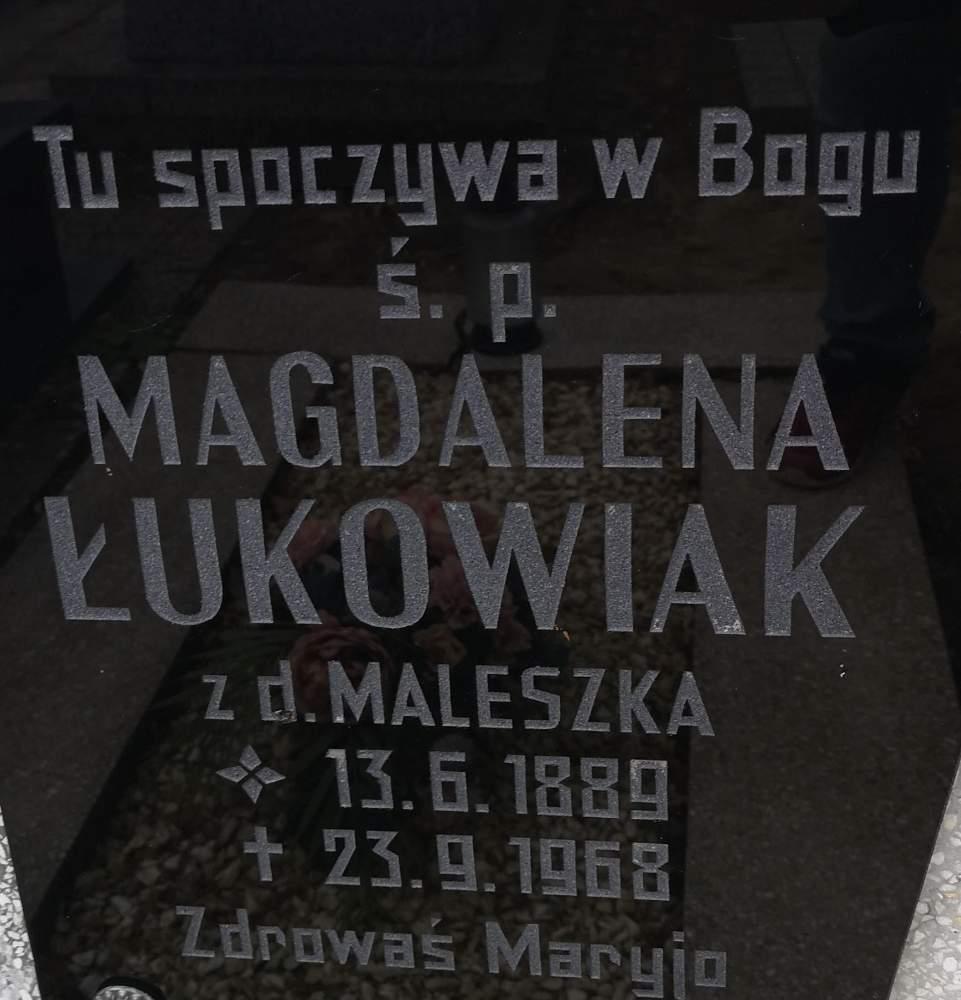 Tu spoczywa w Bogu
ś. p.
MAGDALENA
ŁUKOWIAK
z d. MALESZKA
13. 6. 1889
✝ 23. 9. 1968
Zdrowaś Maryjo